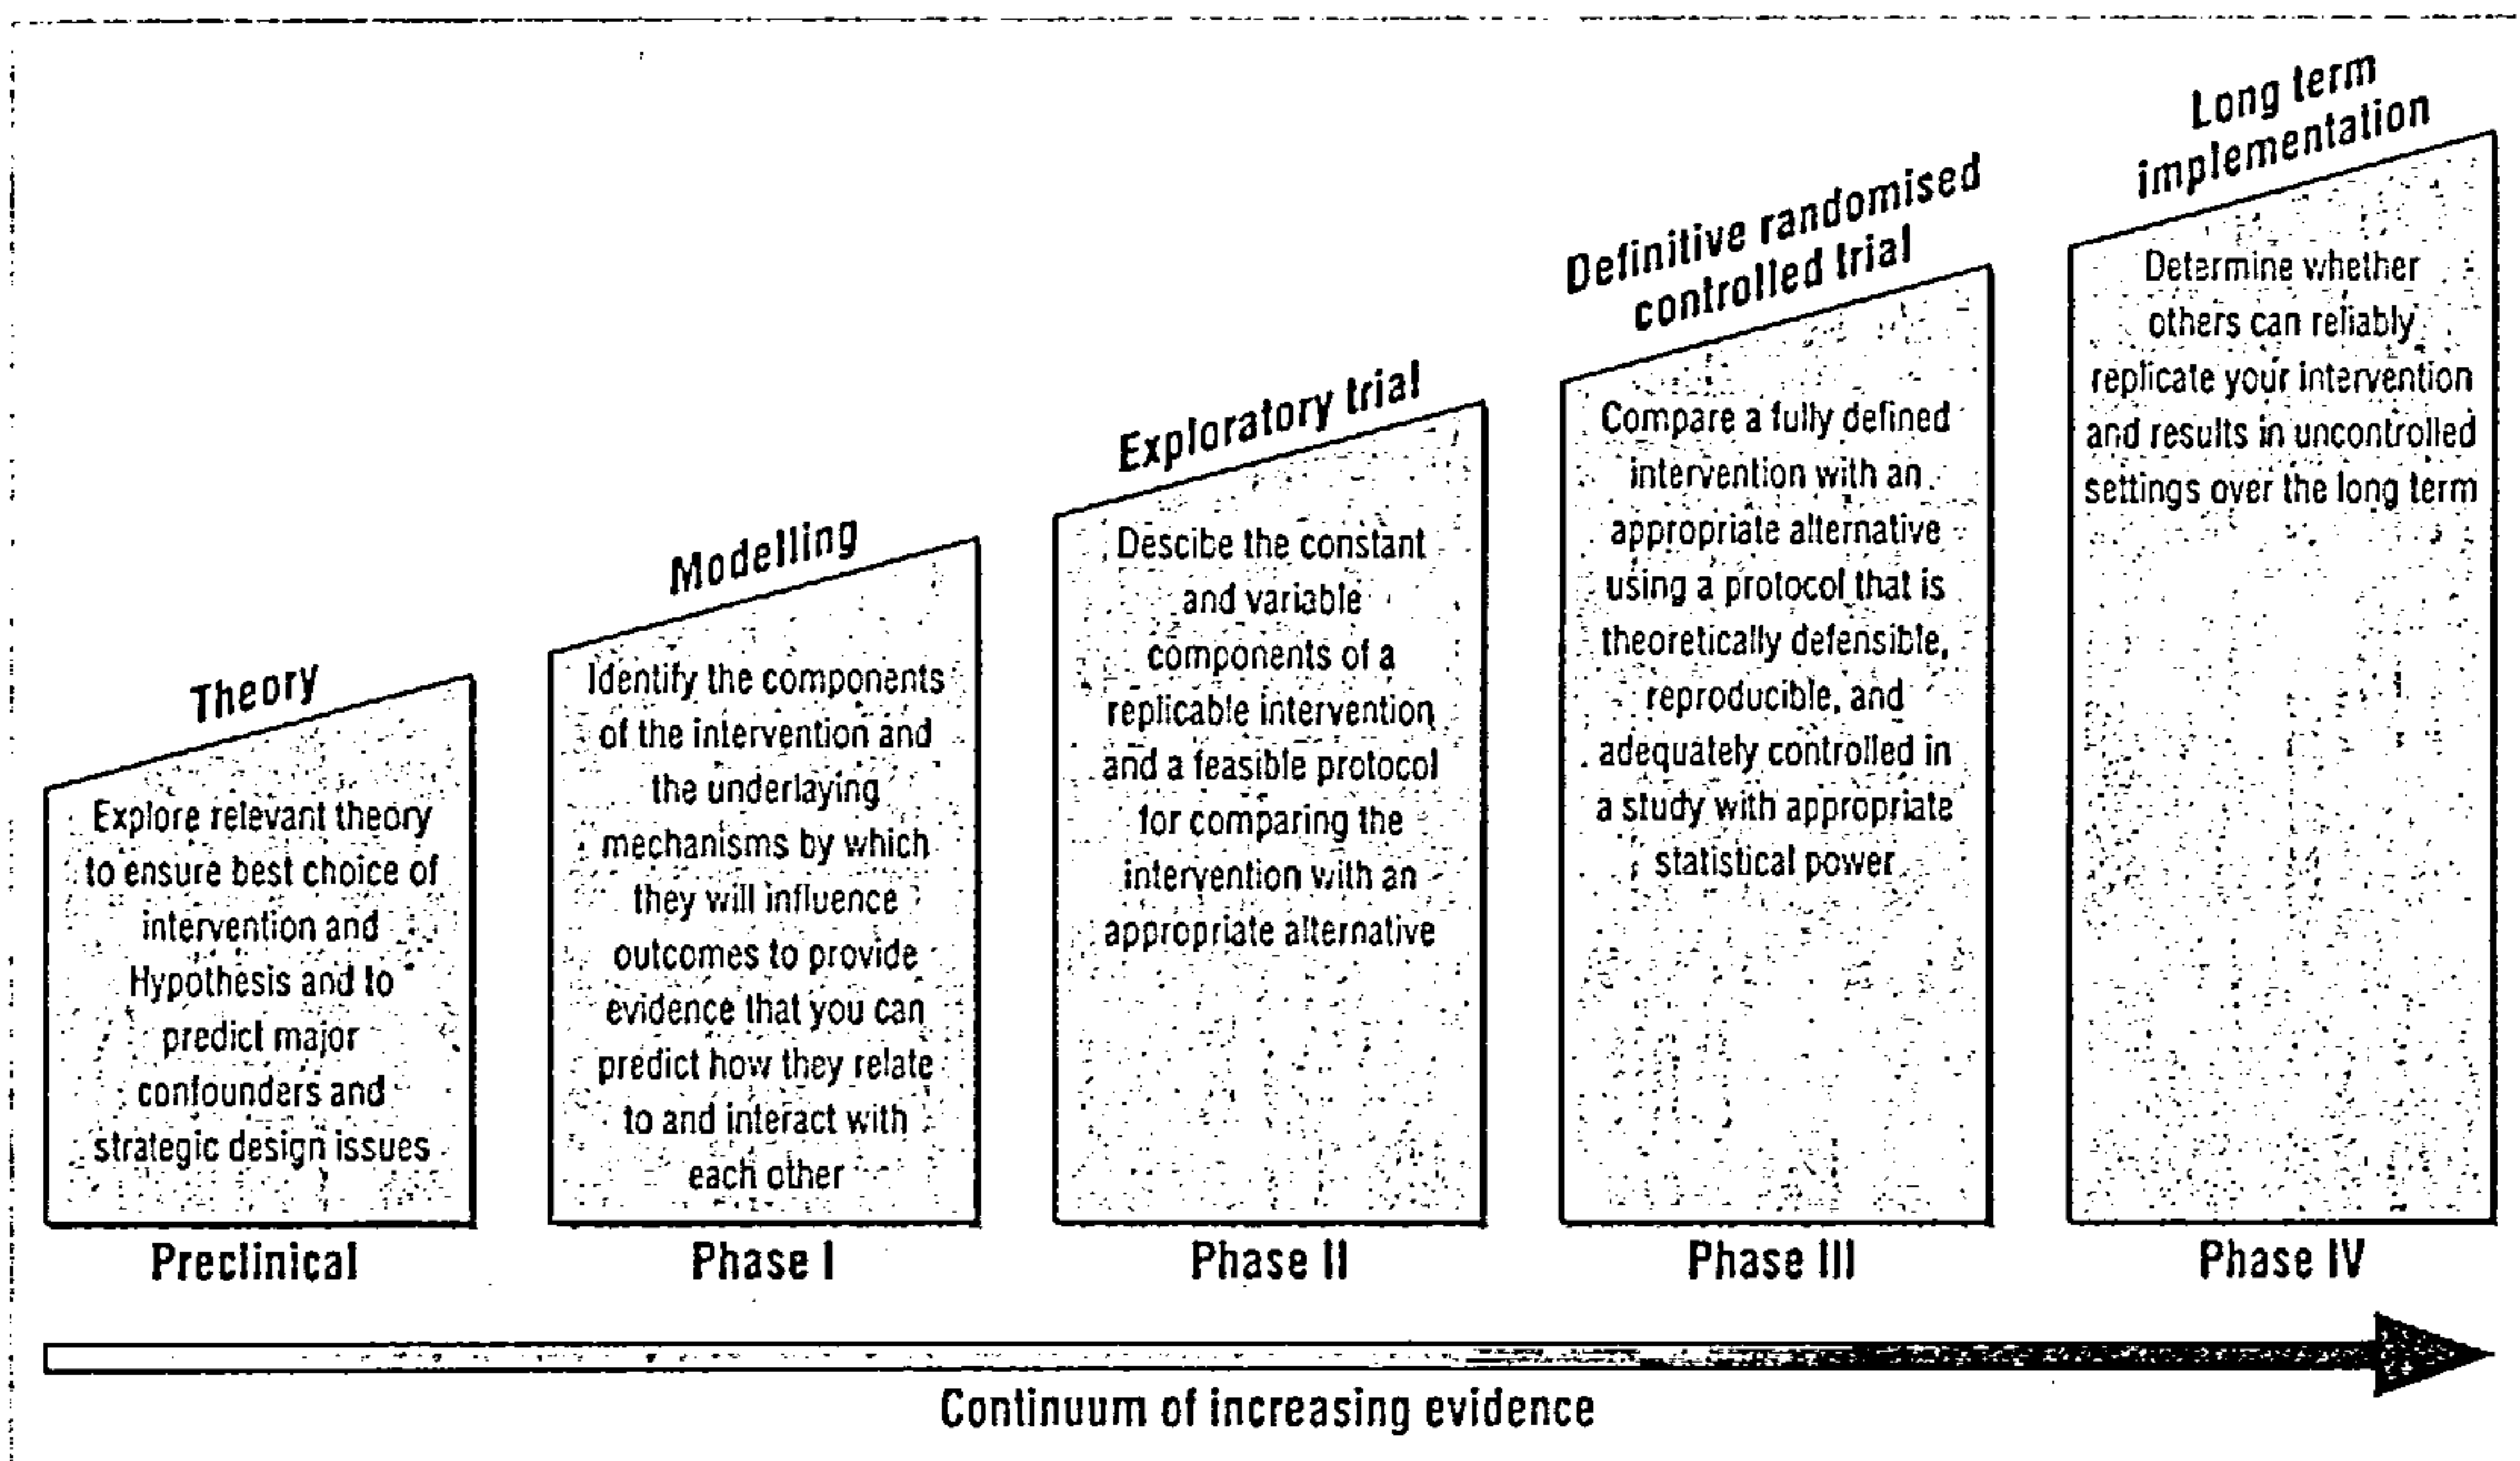 Theory
Explore relevant theory
to ensure best choice of
intervention and
Hypothesis and to
predict major
confounders and
strategic design issues
Preclinical
Modelling
Identify the components
of the intervention and
the underlaying
mechanisms by which
they will influence
outcomes to provide
evidence that you can
predict how they relate
to and interact with
each other
Phase I
Exploratory trial
Descibe the constant
and variable
components of a
replicable intervention
and a feasible protocol
for comparing the
intervention with an
appropriate alternative
Phase II
Definitive randomised
controlled trial
Compare a fully defined
intervention with an
appropriate alternative
using a protocol that is
theoretically defensible,
reproducible, and
adequately controlled in
a study with appropriate
statistical power
Phase III
Long term
implementation
Determine whether
others can reliably
replicate your intervention
and results in uncontrolled
settings over the long term
Phase IV
Continuum of increasing evidence